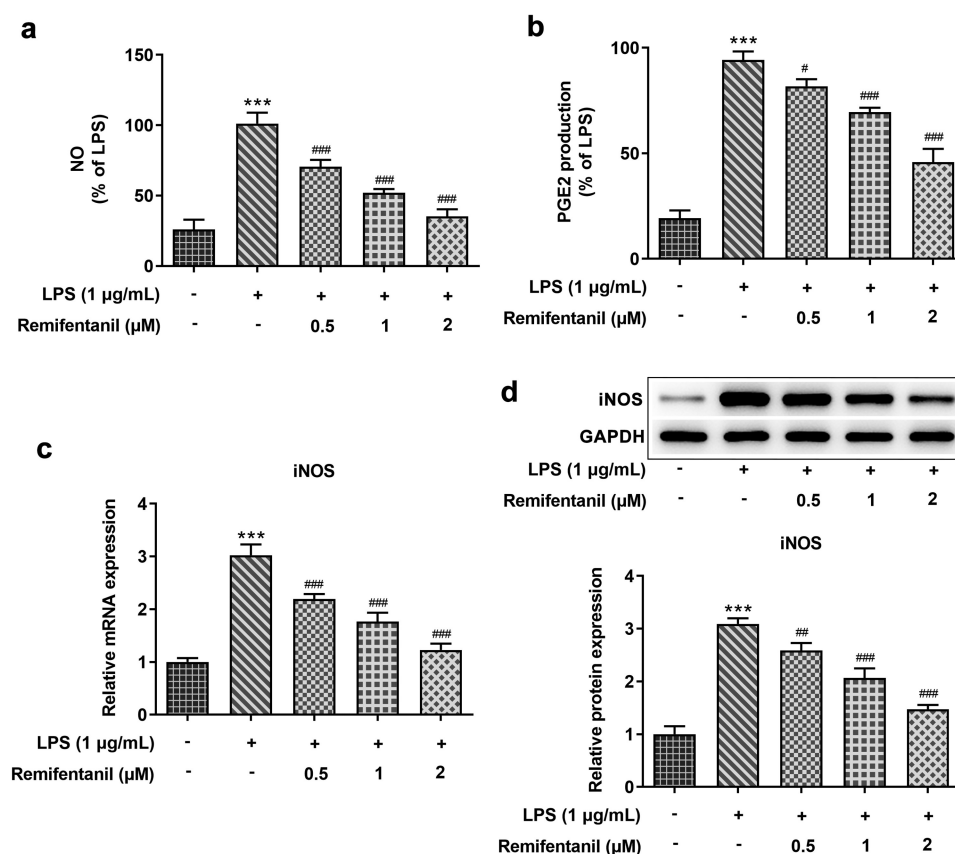 a
NO
(% of LPS)
150
100
50
0
***
###
###
###
LPS (1 µg/mL) - + + + +
Remifentanil (µM) - - 0.5 1 2
b
PGE2 production
(% of LPS)
100
50
0
***
#
###
###
LPS (1 µg/mL) - + + + +
Remifentanil (µM) - - 0.5 1 2
c
iNOS
Relative mRNA expression
4
3
2
1
0
***
###
###
###
LPS (1 µg/mL) - + + + +
Remifentanil (µM) - - 0.5 1 2
d
iNOS
GAPDH
LPS (1 µg/mL) - + + + +
Remifentanil (µM) - - 0.5 1 2
iNOS
Relative protein expression
4
3
2
1
0
***
##
###
###
LPS (1 µg/mL) - + + + +
Remifentanil (µM) - - 0.5 1 2